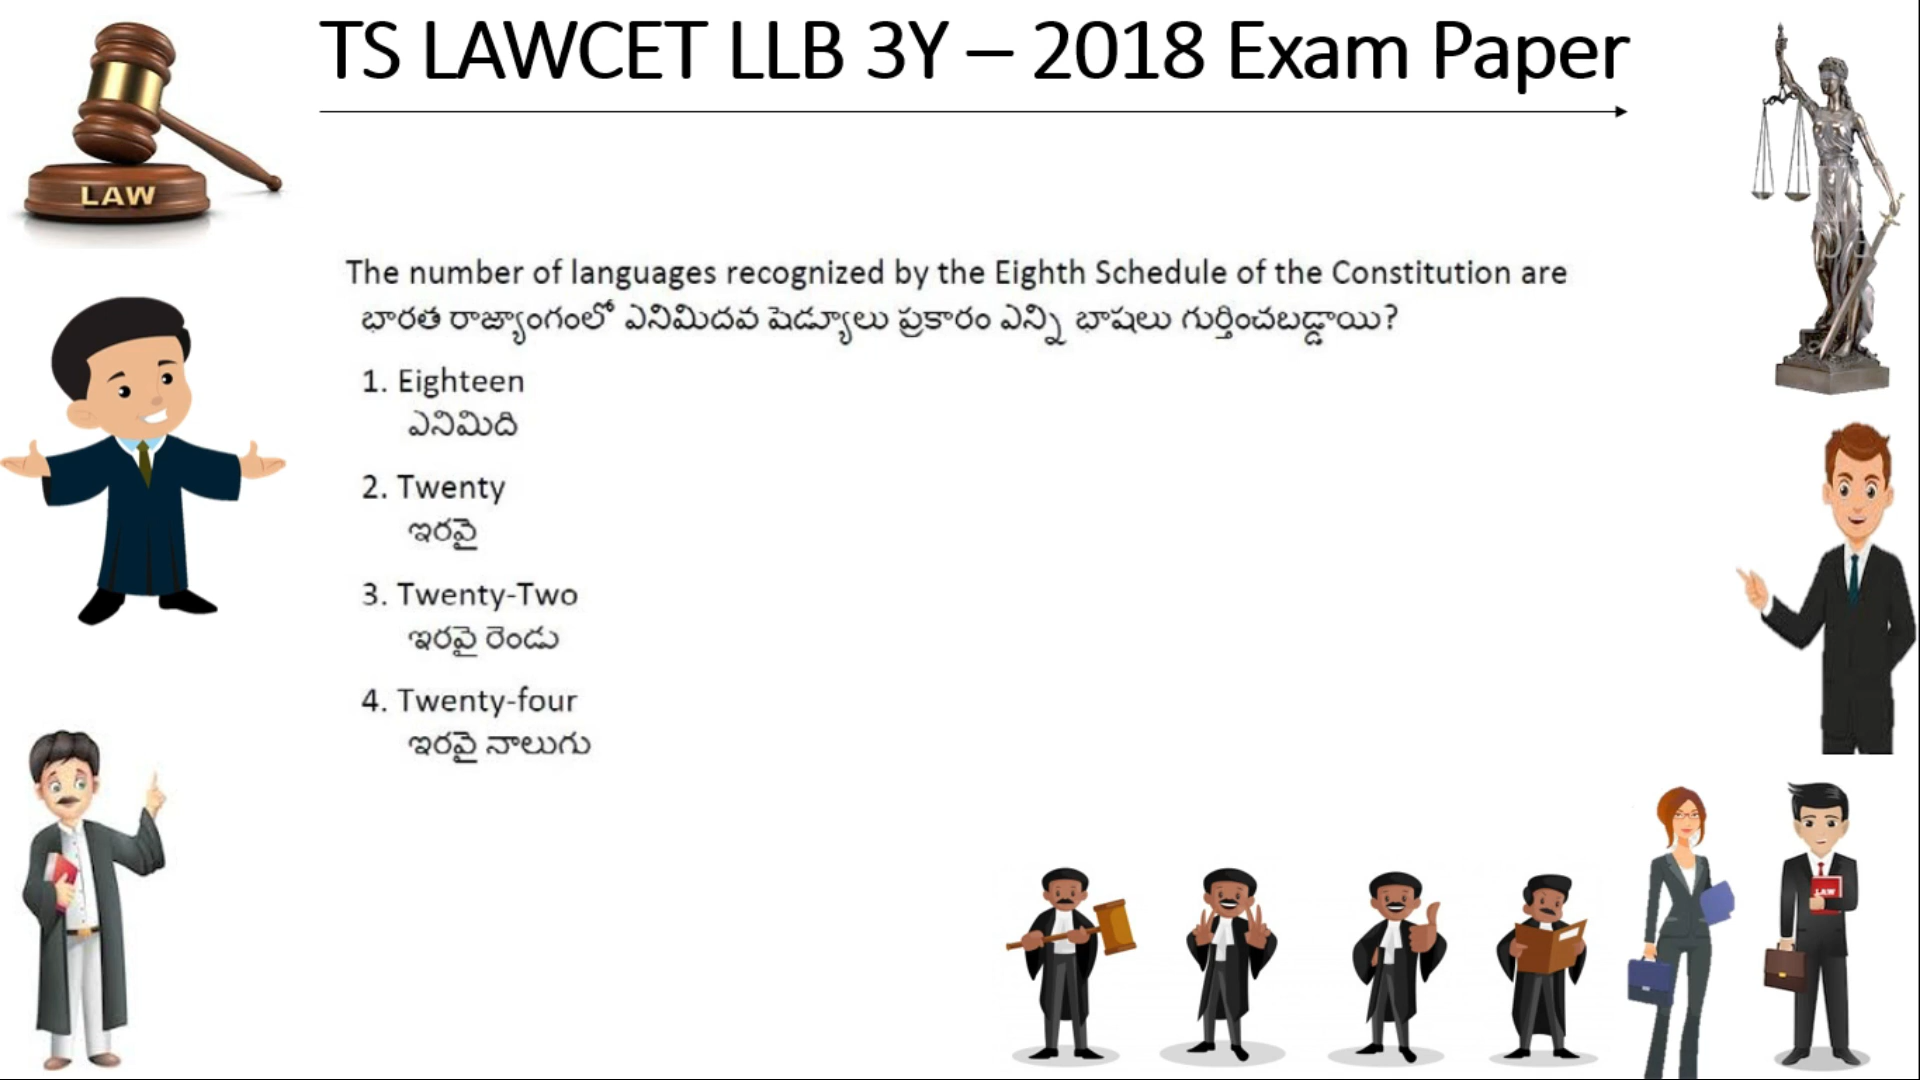 TS LAWCET LLB 3Y – 2018 Exam Paper
LAW
The number of languages recognized by the Eighth Schedule of the Constitution are
భారత రాజ్యాంగంలో ఎనిమిదవ షెడ్యూలు ప్రకారం ఎన్ని భాషలు గుర్తించబడ్డాయి?
1. Eighteen
ఎనిమిది
2. Twenty
ఇరవై
3. Twenty-Two
ఇరవై రెండు
4. Twenty-four
ఇరవై నాలుగు
LAW